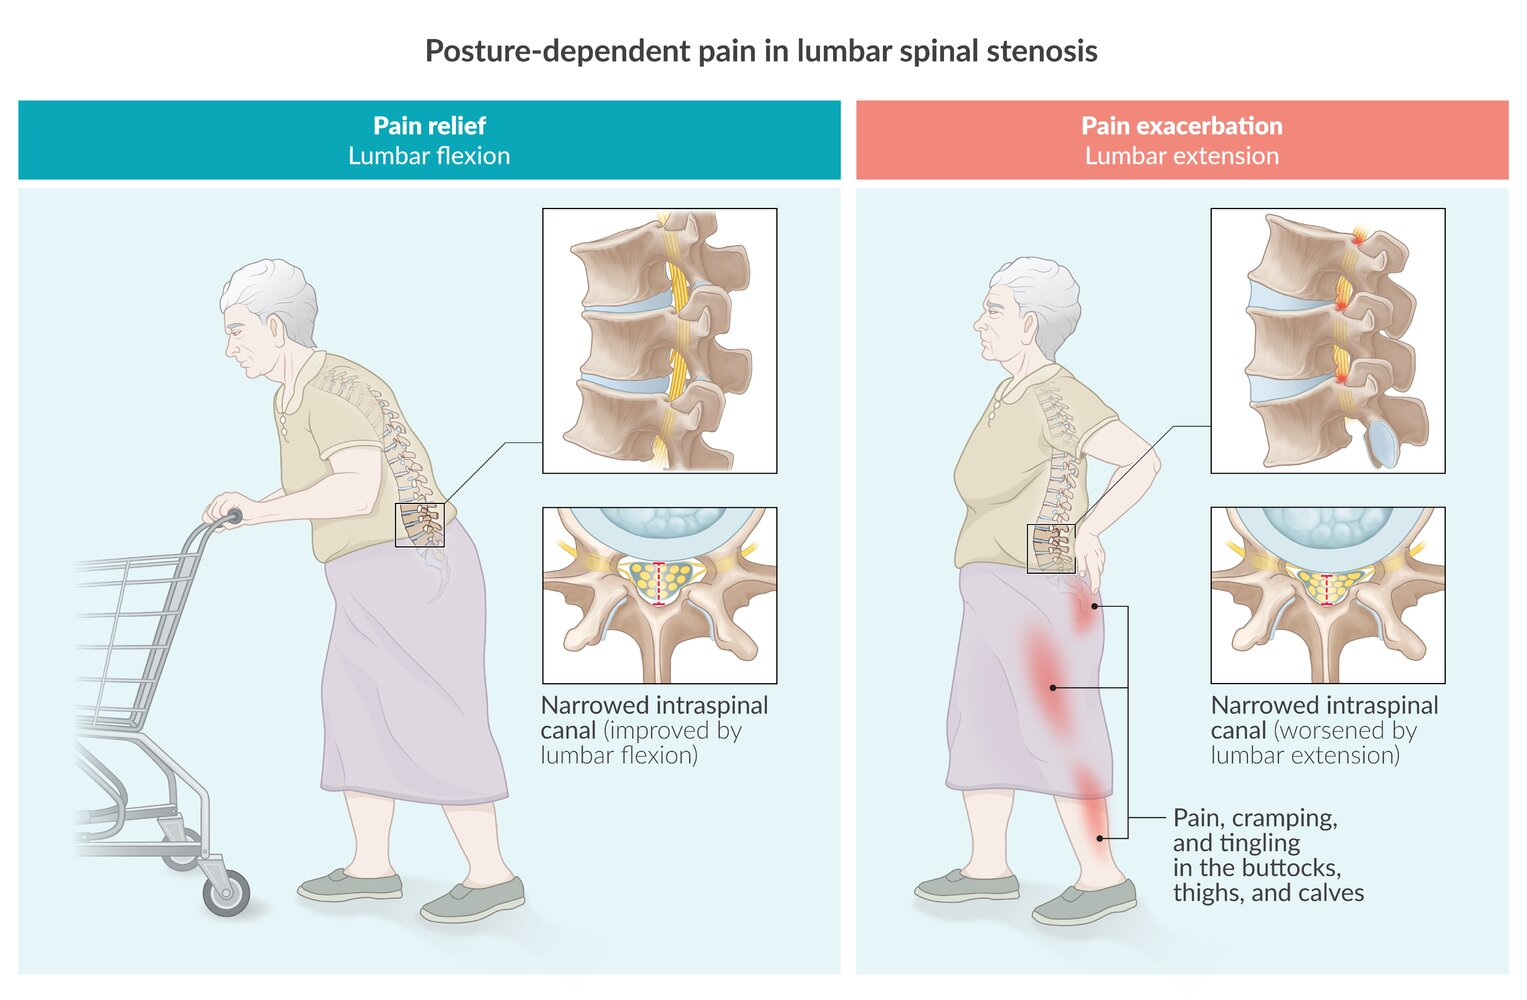 Posture-dependent pain in lumbar spinal stenosis
Pain relief
Lumbar flexion
Pain exacerbation
Lumbar extension
Narrowed intraspinal
canal (improved by
lumbar flexion)
Narrowed intraspinal
canal (worsened by
lumbar extension)
Pain, cramping,
and tingling
in the buttocks,
thighs, and calves